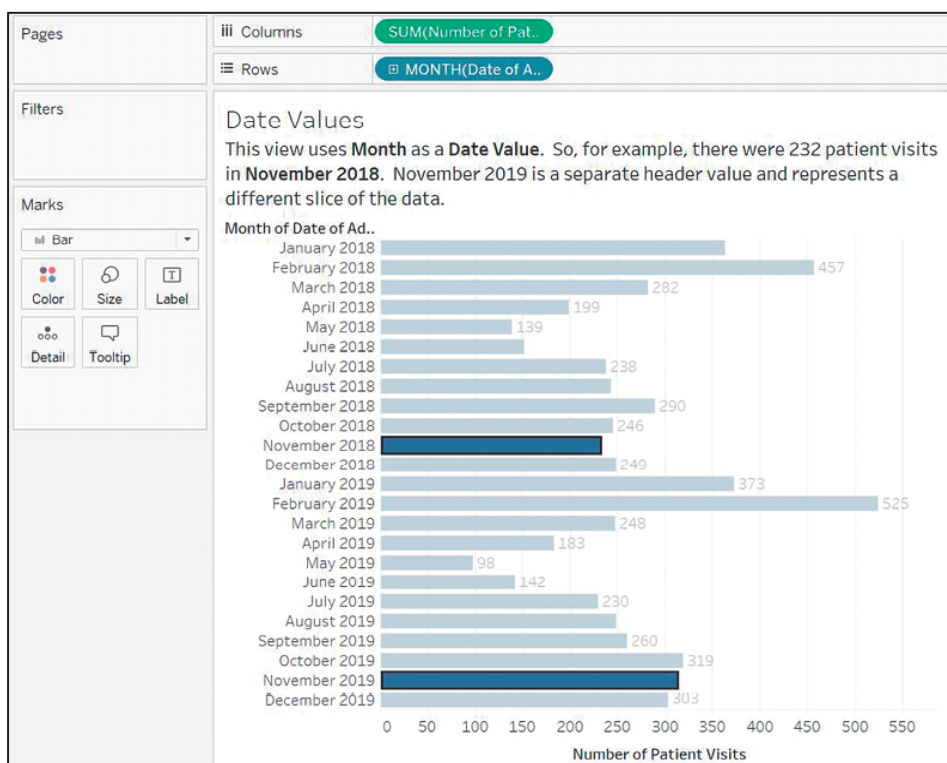 Pages
iii Columns
SUM(Number of Pat..
Rows
MONTH(Date of A..
Filters
Date Values
This view uses Month as a Date Value. So, for example, there were 232 patient visits
in November 2018. November 2019 is a separate header value and represents a
different slice of the data.
Marks
Bar
Color Size Label
Detail Tooltip
Month of Date of Ad..
January 2018
February 2018 457
March 2018 282
April 2018 199
May 2018 139
June 2018
July 2018 238
August 2018
September 2018 290
October 2018 246
November 2018
December 2018 249
January 2019 373
February 2019 525
March 2019 248
April 2019 183
May 2019 98
June 2019 142
July 2019 230
August 2019
September 2019 260
October 2019 319
November 2019
December 2019 303
0 50 100 150 200 250 300 350 400 450 500 550
Number of Patient Visits